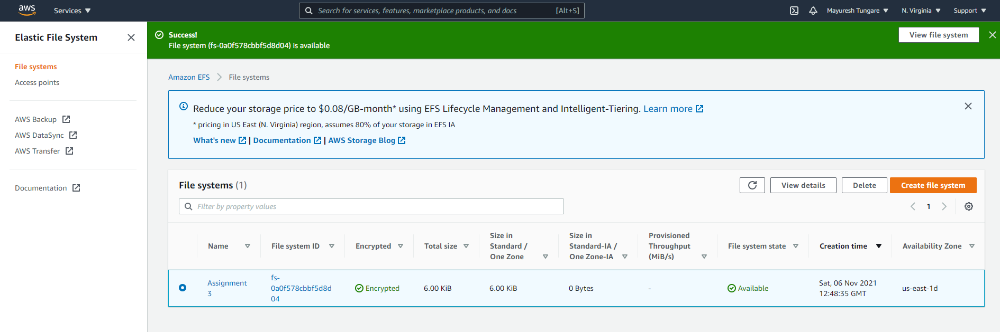 aws
Services
Search for services, features, marketplace products, and docs [Alt+S]
Mayuresh Tungare
N. Virginia
Support
Elastic File System
File systems
Access points
AWS Backup
AWS DataSync
AWS Transfer
Documentation
Success!
File system (fs-0a0f578cbbf5d8d04) is available
View file system
Amazon EFS
File systems
Reduce your storage price to $0.08/GB-month* using EFS Lifecycle Management and Intelligent-Tiering. Learn more
* pricing in US East (N. Virginia) region, assumes 80% of your storage in EFS IA
What's new | Documentation | AWS Storage Blog
File systems (1)
View details
Delete
Create file system
Filter by property values
1
Name
File system ID
Encrypted
Total size
Size in
Standard /
One Zone
Size in
Standard-IA /
One Zone-IA
Provisioned
Throughput
(MiB/s)
File system state
Creation time
Availability Zone
Assignment
3
fs-
0a0f578cbbf5d8d
04
Encrypted
6.00 KiB
6.00 KiB
0 Bytes
-
Available
Sat, 06 Nov 2021
12:48:35 GMT
us-east-1d